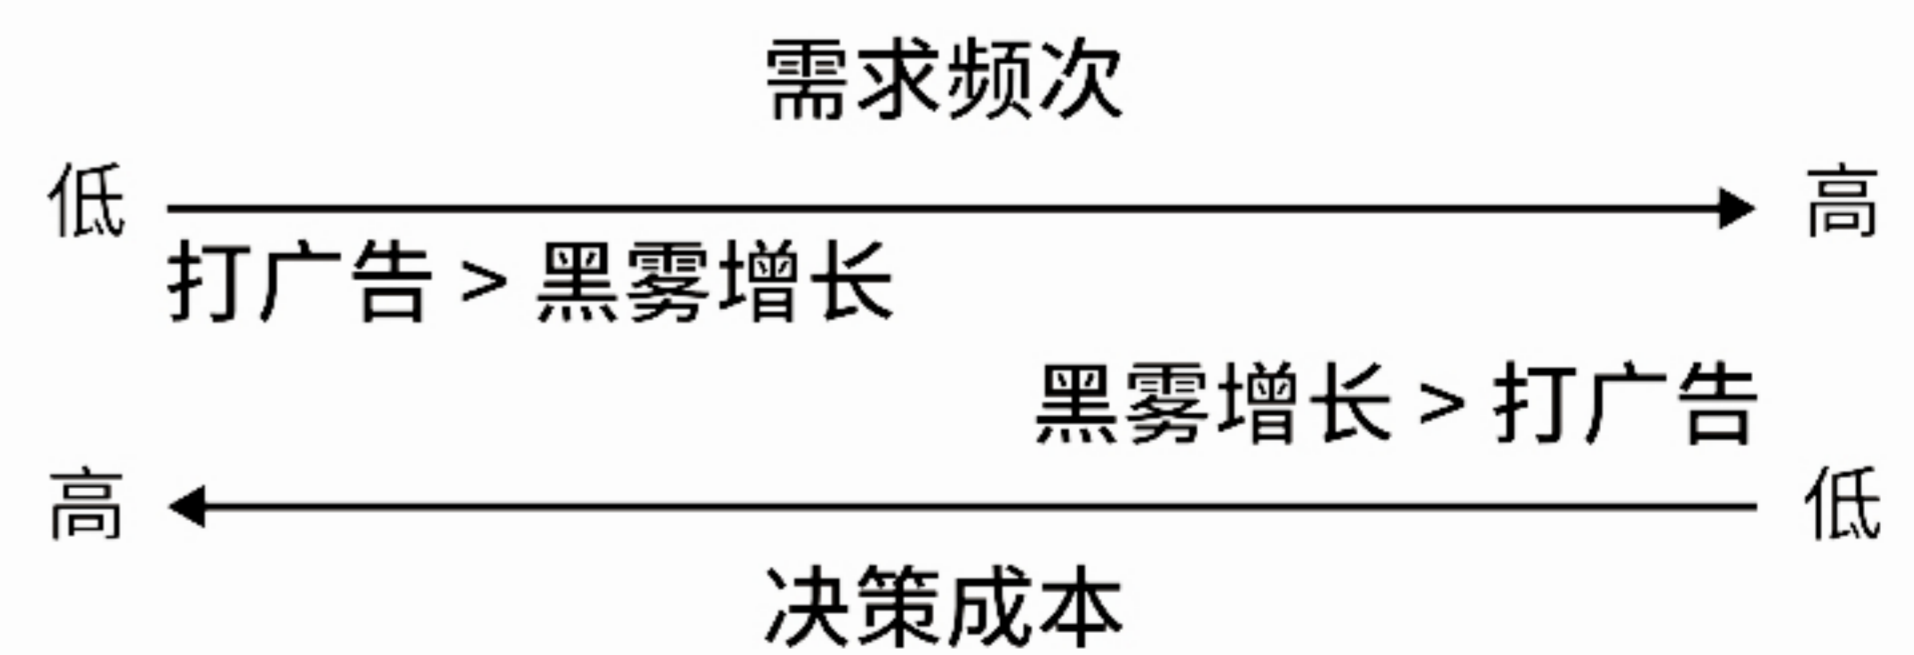 需求频次
低 高
打广告 > 黑雾增长
黑雾增长 > 打广告
高 低
决策成本